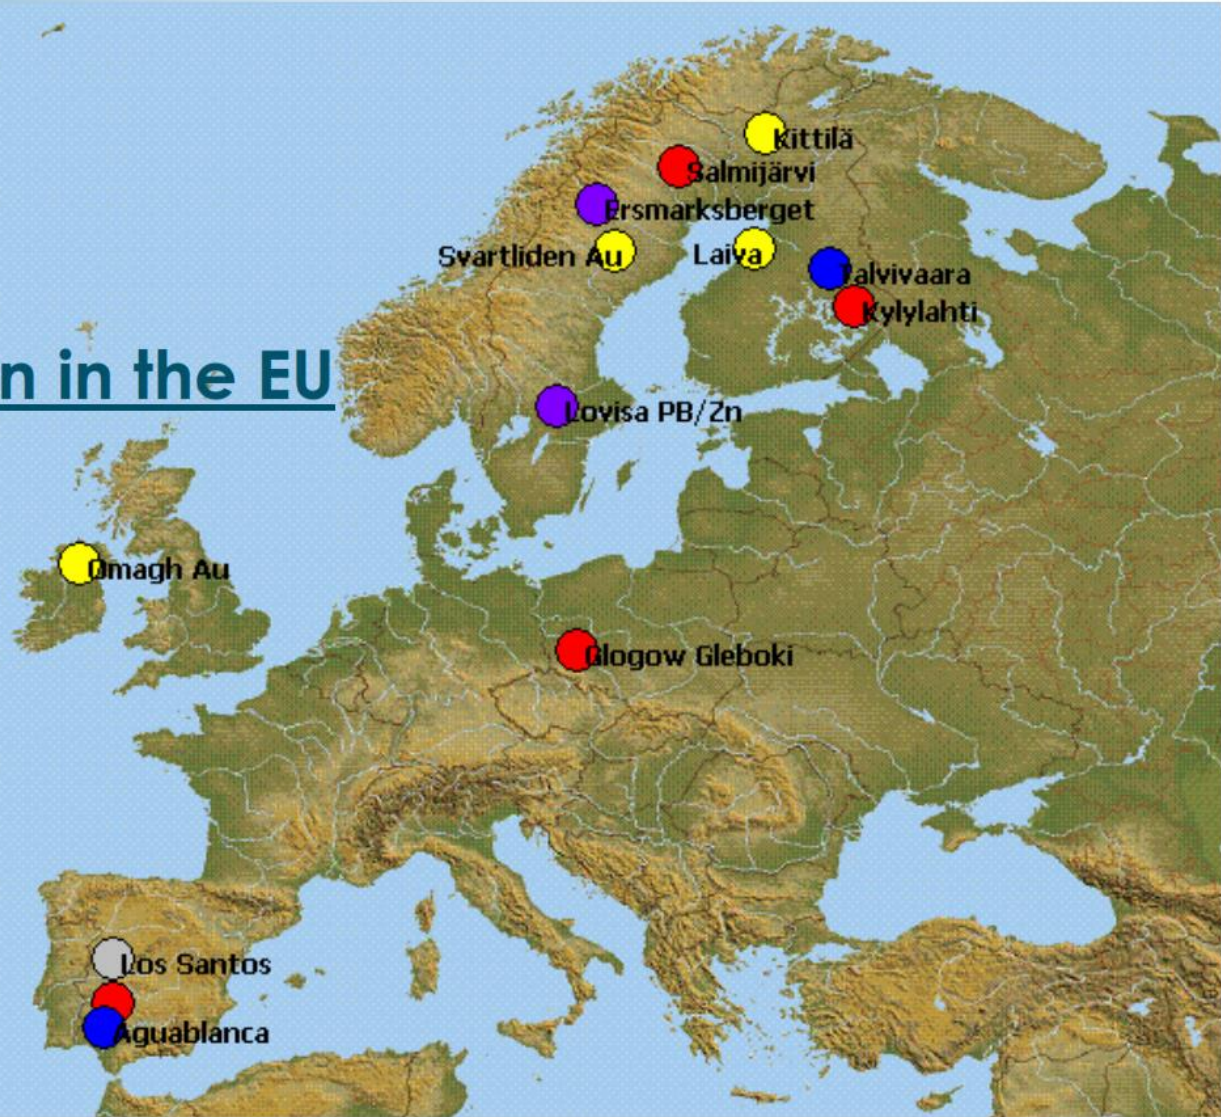 Kittilä
Salmijärvi
Ersmarksberget
Svartliden Au
Laiva
Talvivaara
Kylylahti
n in the EU
Lovisa PB/Zn
Omagh Au
Glogow Gleboki
Los Santos
Aguablanca